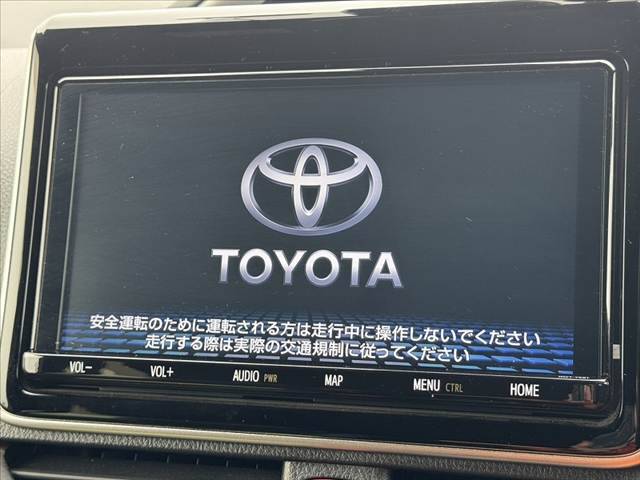 TOYOTA
安全運転のために運転される方は走行中に操作しないでください
走行する際は実際の交通規制に従ってください
VOL− VOL+ AUDIO PWR MAP MENU CTRL HOME